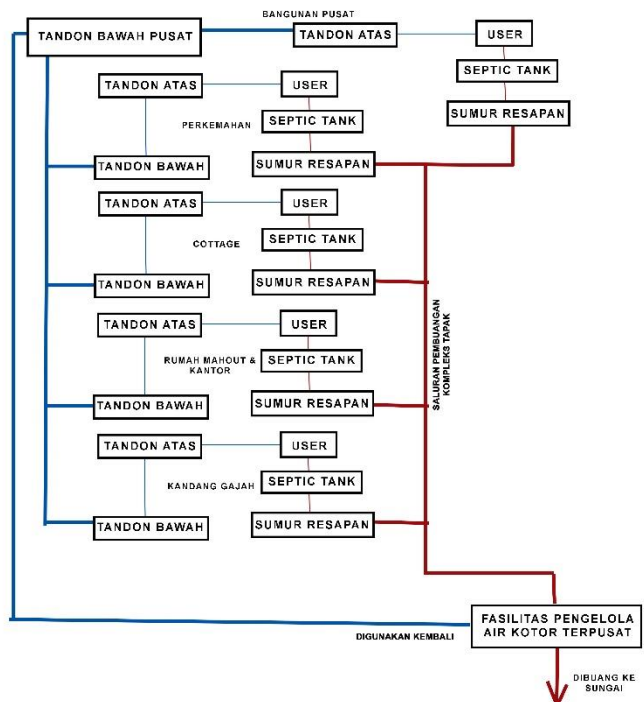 BANGUNAN PUSAT
TANDON BAWAH PUSAT
TANDON ATAS
USER
SEPTIC TANK
SUMUR RESAPAN
TANDON ATAS
USER
PERKEMAHAN
SEPTIC TANK
TANDON BAWAH
SUMUR RESAPAN
TANDON ATAS
USER
COTTAGE
SEPTIC TANK
TANDON BAWAH
SUMUR RESAPAN
TANDON ATAS
USER
RUMAH MAHOUT &
KANTOR
SEPTIC TANK
TANDON BAWAH
SUMUR RESAPAN
TANDON ATAS
USER
KANDANG GAJAH
SEPTIC TANK
TANDON BAWAH
SUMUR RESAPAN
SALURAN PEMBUANGAN
KOMPLEKS TAPAK
FASILITAS PENGELOLA
AIR KOTOR TERPUSAT
DIGUNAKAN KEMBALI
DIBUANG KE
SUNGAI